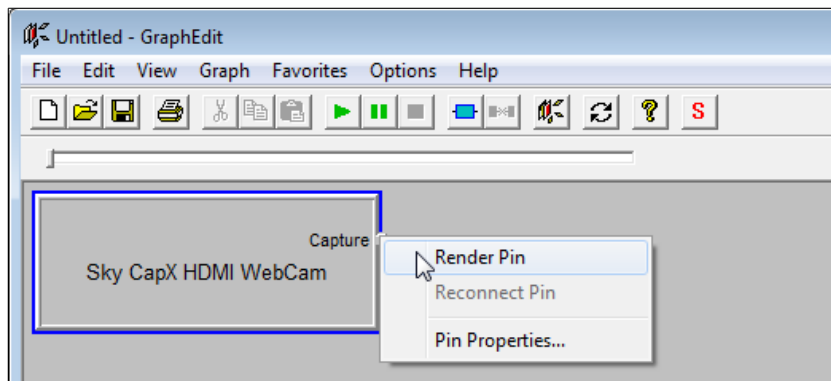 Untitled - GraphEdit
File Edit View Graph Favorites Options Help
S
Capture
Sky CapX HDMI WebCam
Render Pin
Reconnect Pin
Pin Properties...